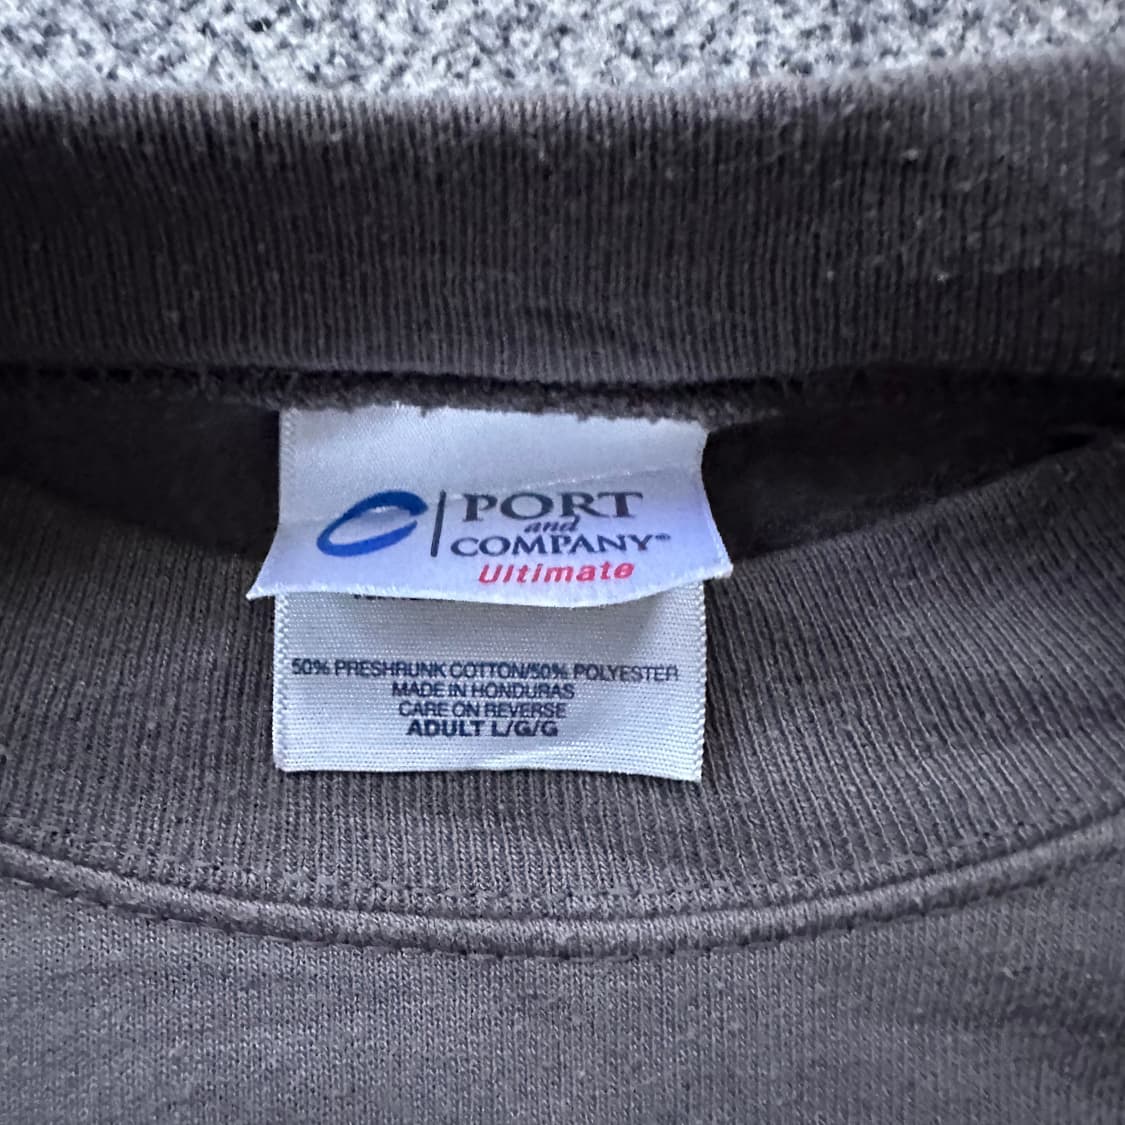 PORT
and
COMPANY®
Ultimate
50% PRESHRUNK COTTON/50% POLYESTER
MADE IN HONDURAS
CARE ON REVERSE
ADULT L/G/G